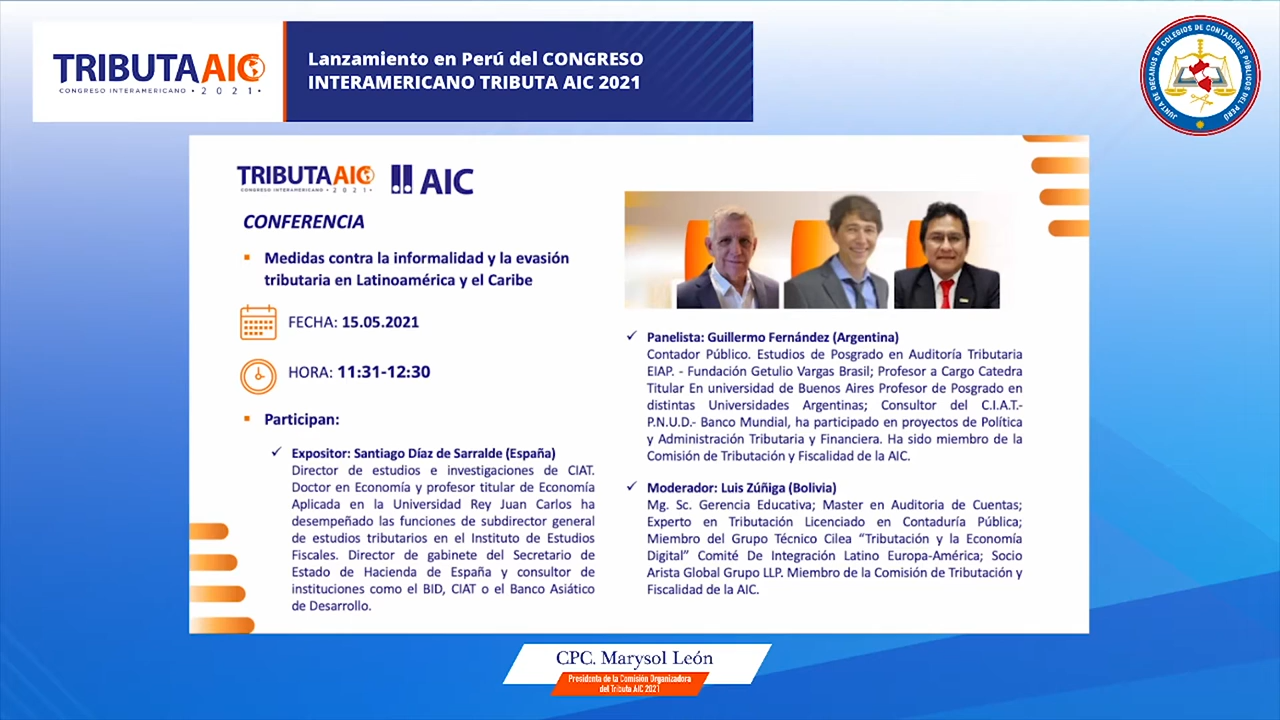 TRIBUTAAIC
CONGRESO INTERAMERICANO • 2021 •
Lanzamiento en Perú del CONGRESO
INTERAMERICANO TRIBUTA AIC 2021
JUNTA DE DECANOS DE COLEGIOS DE CONTADORES PÚBLICOS DEL PERÚ
TRIBUTAAIC
CONGRESO INTERAMERICANO • 2021 •
AIC
CONFERENCIA
▪ Medidas contra la informalidad y la evasión
tributaria en Latinoamérica y el Caribe
FECHA: 15.05.2021
HORA: 11:31-12:30
▪ Participan:
✓ Expositor: Santiago Díaz de Sarralde (España)
Director de estudios e investigaciones de CIAT.
Doctor en Economía y profesor titular de Economía
Aplicada en la Universidad Rey Juan Carlos ha
desempeñado las funciones de subdirector general
de estudios tributarios en el Instituto de Estudios
Fiscales. Director de gabinete del Secretario de
Estado de Hacienda de España y consultor de
instituciones como el BID, CIAT o el Banco Asiático
de Desarrollo.
✓ Panelista: Guillermo Fernández (Argentina)
Contador Público. Estudios de Posgrado en Auditoría Tributaria
EIAP. - Fundación Getulio Vargas Brasil; Profesor a Cargo Catedra
Titular En universidad de Buenos Aires Profesor de Posgrado en
distintas Universidades Argentinas; Consultor del C.I.A.T.-
P.N.U.D.- Banco Mundial, ha participado en proyectos de Política
y Administración Tributaria y Financiera. Ha sido miembro de la
Comisión de Tributación y Fiscalidad de la AIC.
✓ Moderador: Luis Zúñiga (Bolivia)
Mg. Sc. Gerencia Educativa; Master en Auditoria de Cuentas;
Experto en Tributación Licenciado en Contaduría Pública;
Miembro del Grupo Técnico Cilea “Tributación y la Economía
Digital” Comité De Integración Latino Europa-América; Socio
Arista Global Grupo LLP. Miembro de la Comisión de Tributación y
Fiscalidad de la AIC.
CPC. Marysol León
Presidenta de la Comisión Organizadora
del Tributa AIC 2021